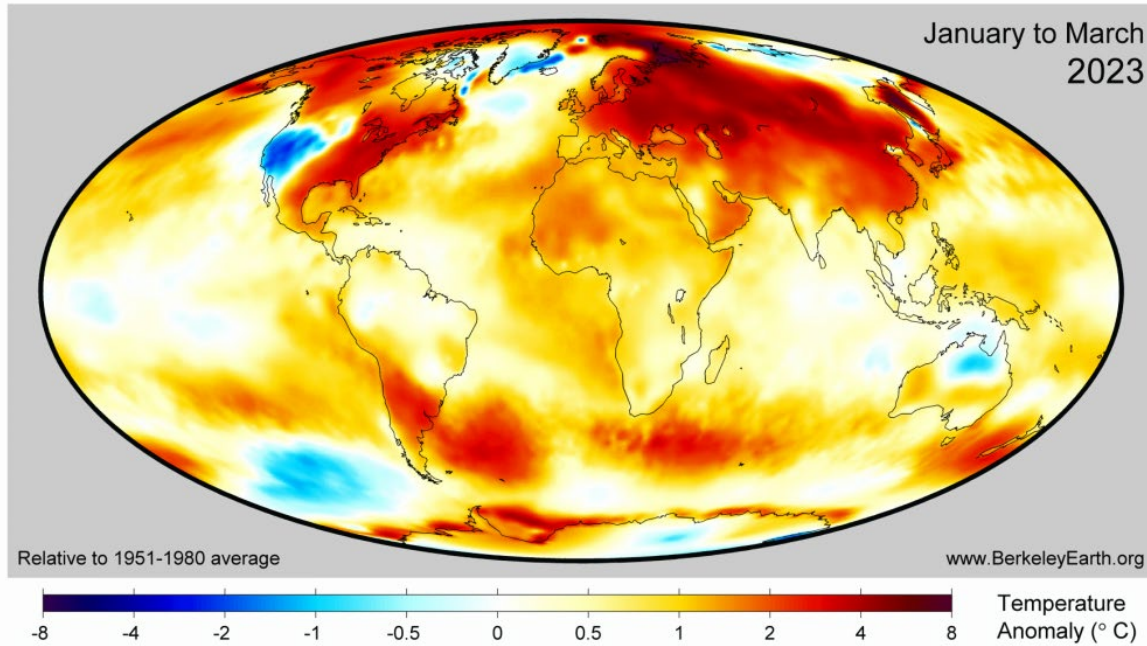 January to March
2023
Relative to 1951-1980 average
www.BerkeleyEarth.org
-8 -4 -2 -1 -0.5 0 0.5 1 2 4 8
Temperature
Anomaly (° C)